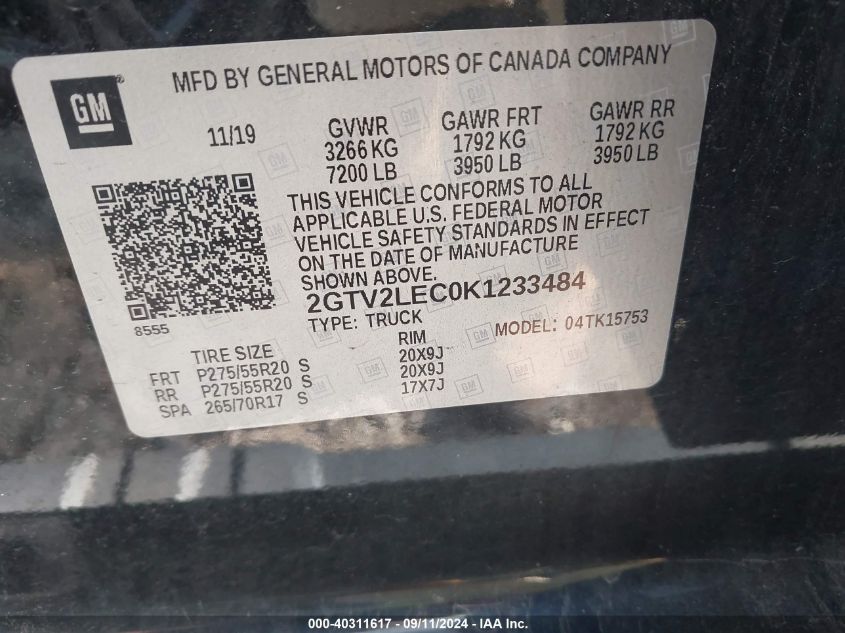 GM
MFD BY GENERAL MOTORS OF CANADA COMPANY
11/19
GVWR
3266 KG
7200 LB
GAWR FRT
1792 KG
3950 LB
GAWR RR
1792 KG
3950 LB
THIS VEHICLE CONFORMS TO ALL
APPLICABLE U.S. FEDERAL MOTOR
VEHICLE SAFETY STANDARDS IN EFFECT
ON THE DATE OF MANUFACTURE
SHOWN ABOVE.
2GTV2LEC0K1233484
TYPE: TRUCK
MODEL: 04TK15753
8555
TIRE SIZE
RIM
FRT P275/55R20 S 20X9J
RR P275/55R20 S 20X9J
SPA 265/70R17 S 17X7J
000-40311617 - 09/11/2024 - IAA Inc.